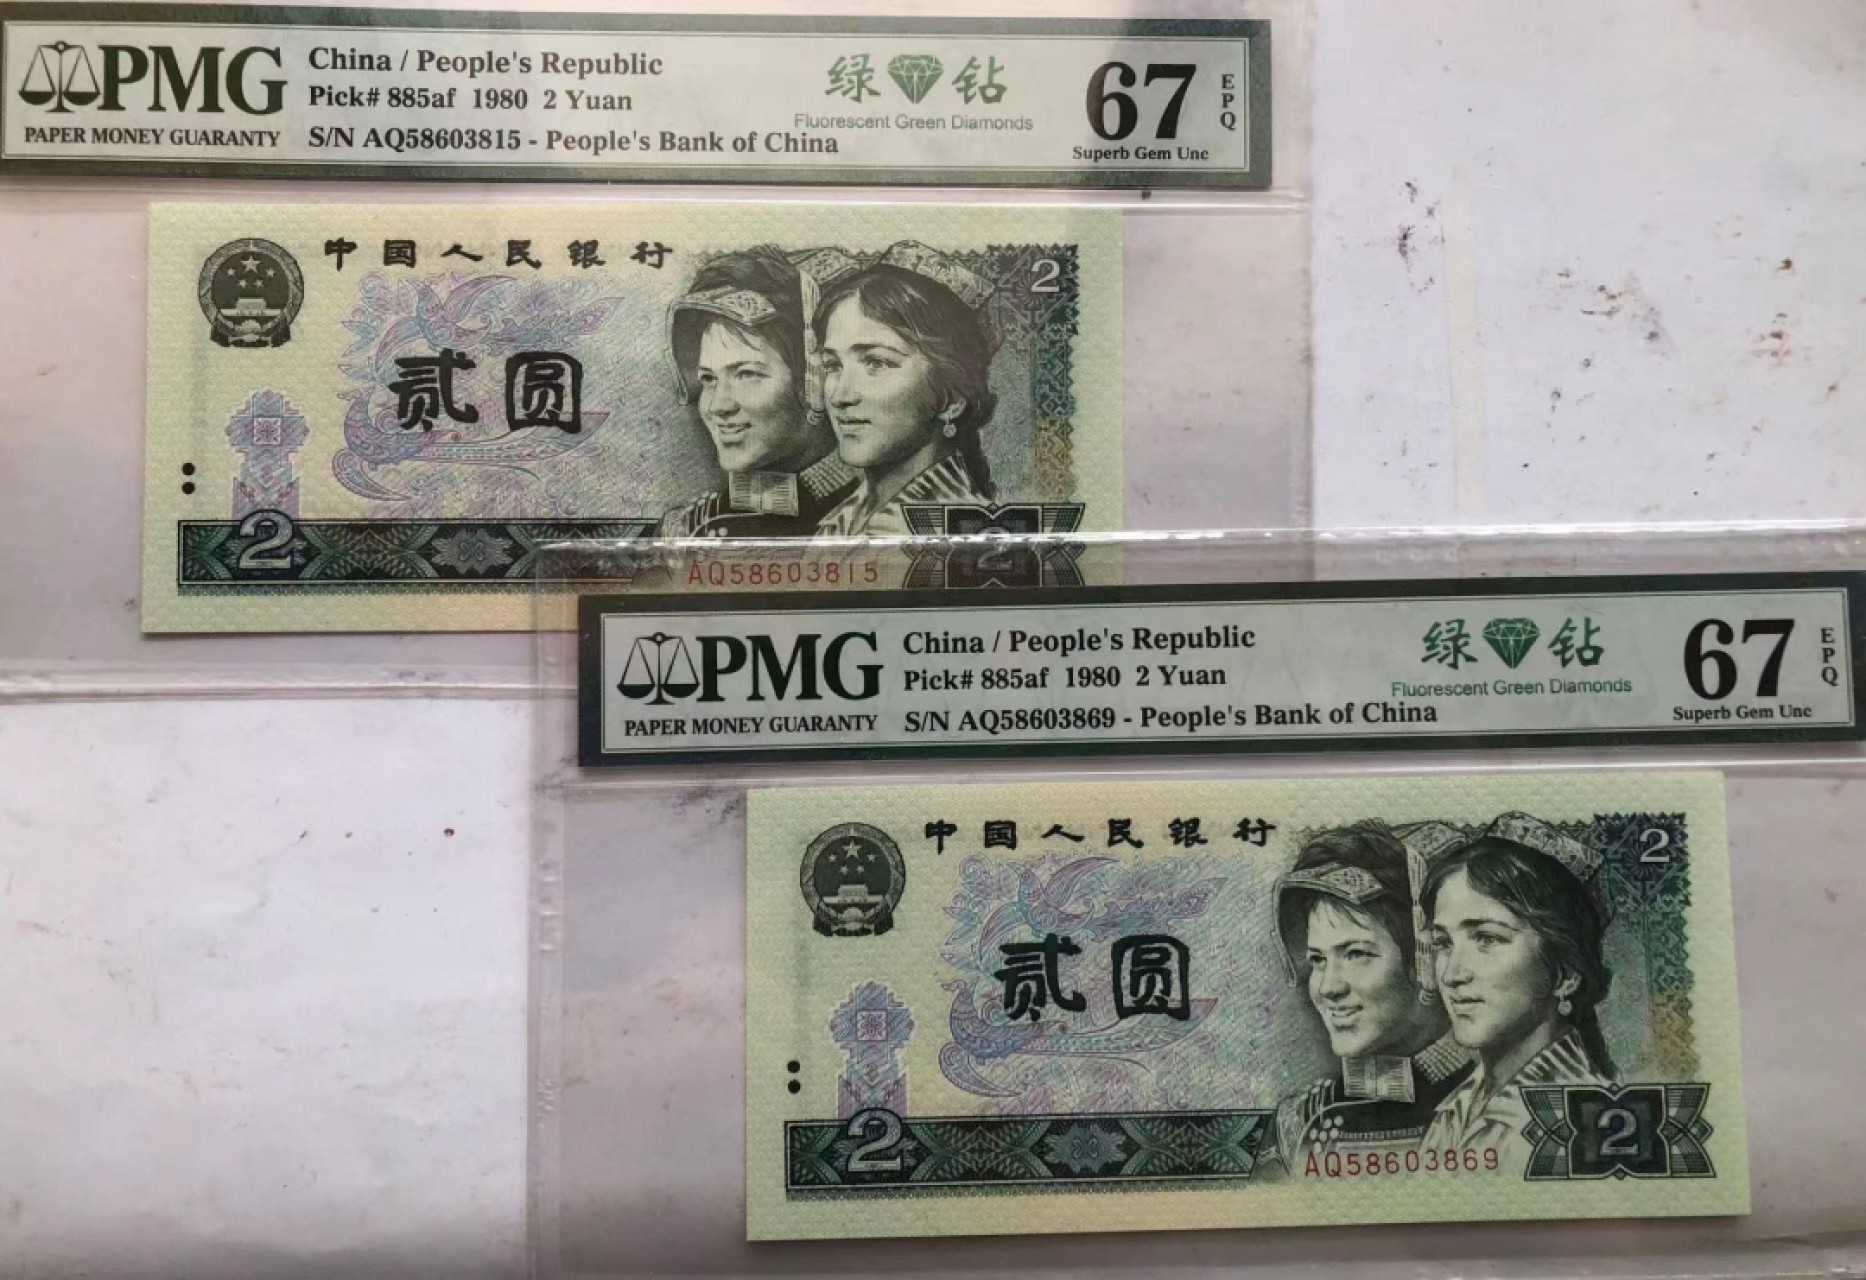 PMG
PAPER MONEY GUARANTY
China / People's Republic
Pick# 885af 1980 2 Yuan
S/N AQ58603815 - People's Bank of China
绿 钻
Fluorescent Green Diamonds
67
EPQ
Superb Gem Unc
中国人民银行
2
贰圆
2
2
AQ58603815
PMG
PAPER MONEY GUARANTY
China / People's Republic
Pick# 885af 1980 2 Yuan
S/N AQ58603869 - People's Bank of China
绿 钻
Fluorescent Green Diamonds
67
EPQ
Superb Gem Unc
中国人民银行
2
贰圆
2
2
AQ58603869